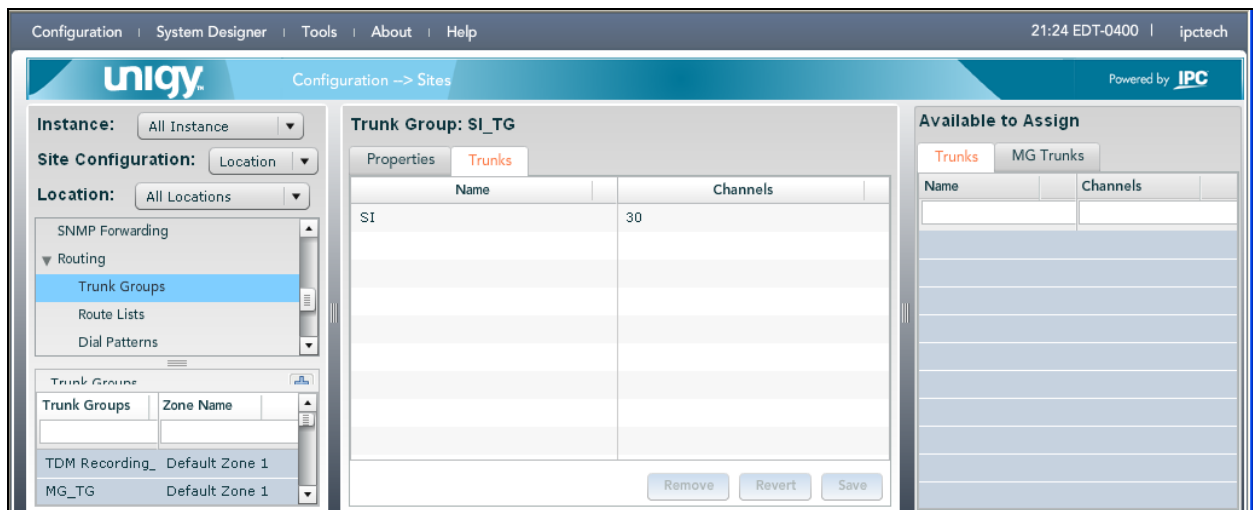 Configuration | System Designer | Tools | About | Help
21:24 EDT-0400 | ipctech
unigy™
Configuration --> Sites
Powered by IPC
Instance: All Instance
Site Configuration: Location
Location: All Locations
SNMP Forwarding
Routing
Trunk Groups
Route Lists
Dial Patterns
Trunk Groups
Trunk Groups Zone Name
TDM Recording_ Default Zone 1
MG_TG Default Zone 1
Trunk Group: SI_TG
Properties Trunks
Name Channels
SI 30
Remove Revert Save
Available to Assign
Trunks MG Trunks
Name Channels